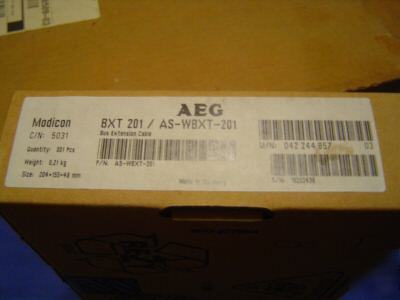 AEG
Modicon
BXT 201 / AS-WBXT-201
C/N: 5031
Bus Extension Cable
Quantity: 001 Pcs
M/N: 042 244 857 03
Weight: 0,21 kg
P/N: AS-WBXT-201
Size: 204×155×48 mm
Made in Germany
S/N: